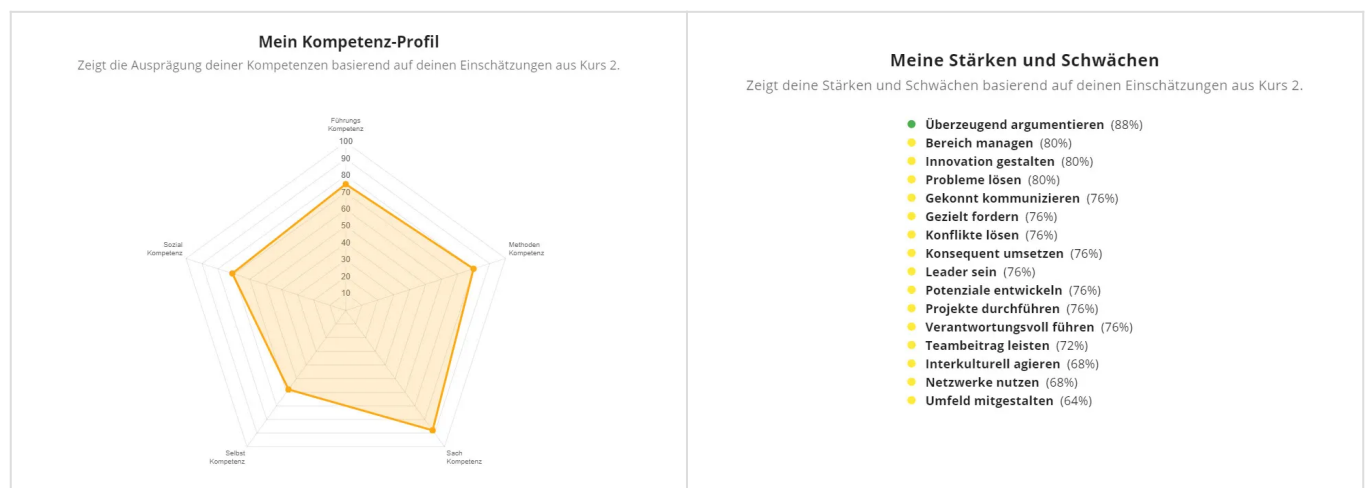 Mein Kompetenz-Profil
Zeigt die Ausprägung deiner Kompetenzen basierend auf deinen Einschätzungen aus Kurs 2.
Führungs
Kompetenz
100
90
80
70
60
50
40
30
20
10
Methoden
Kompetenz
Sach
Kompetenz
Selbst
Kompetenz
Sozial
Kompetenz
Meine Stärken und Schwächen
Zeigt deine Stärken und Schwächen basierend auf deinen Einschätzungen aus Kurs 2.
Überzeugend argumentieren (88%)
Bereich managen (80%)
Innovation gestalten (80%)
Probleme lösen (80%)
Gekonnt kommunizieren (76%)
Gezielt fordern (76%)
Konflikte lösen (76%)
Konsequent umsetzen (76%)
Leader sein (76%)
Potenziale entwickeln (76%)
Projekte durchführen (76%)
Verantwortungsvoll führen (76%)
Teambeitrag leisten (72%)
Interkulturell agieren (68%)
Netzwerke nutzen (68%)
Umfeld mitgestalten (64%)